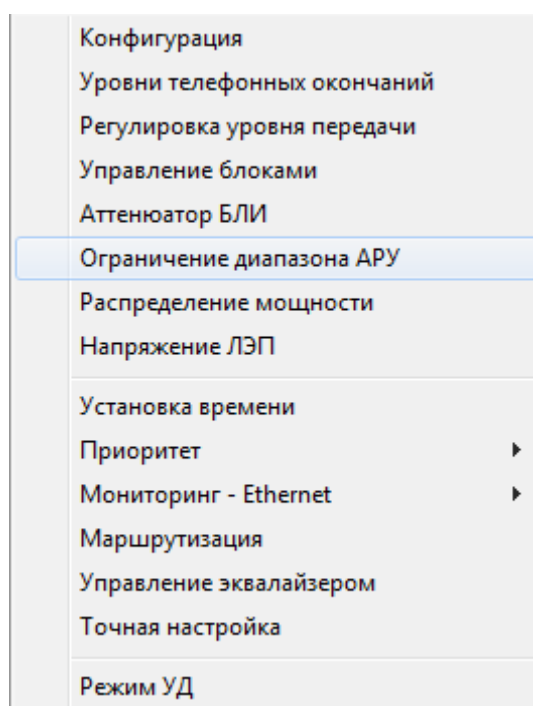 Конфигурация
Уровни телефонных окончаний
Регулировка уровня передачи
Управление блоками
Аттенюатор БЛИ
Ограничение диапазона АРУ
Распределение мощности
Напряжение ЛЭП
Установка времени
Приоритет
Мониторинг - Ethernet
Маршрутизация
Управление эквалайзером
Точная настройка
Режим УД